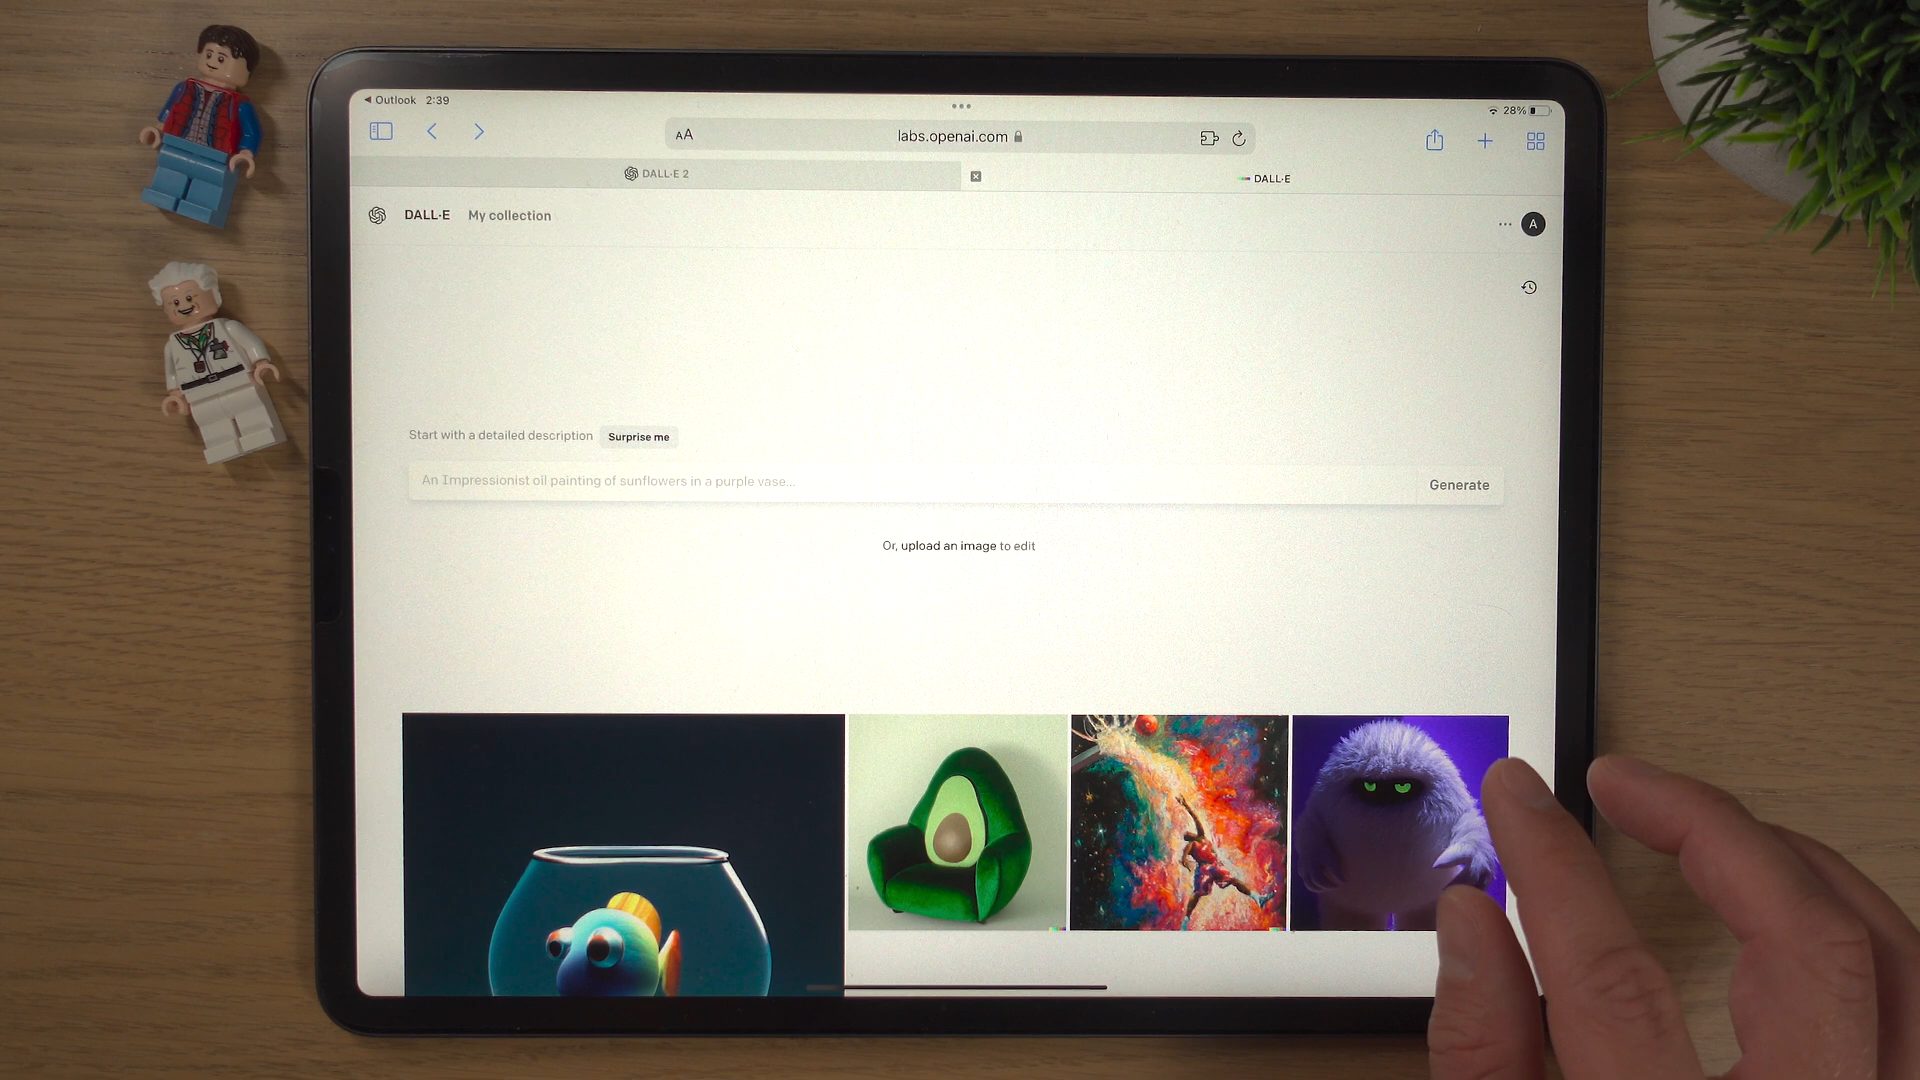 Outlook 2:39
28%
AA
labs.openai.com
DALL·E 2
DALL·E
DALL·E My collection
A
Start with a detailed description Surprise me
An Impressionist oil painting of sunflowers in a purple vase...
Generate
Or, upload an image to edit